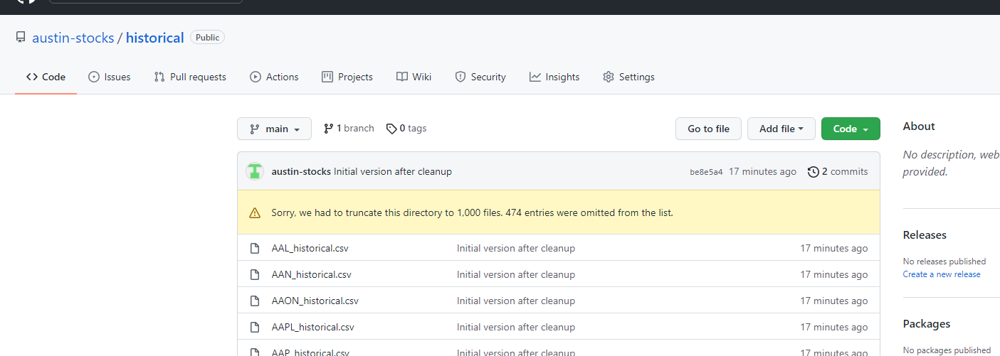 austin-stocks / historical Public
Code Issues Pull requests Actions Projects Wiki Security Insights Settings
main 1 branch 0 tags Go to file Add file Code
About
No description, web
provided.
austin-stocks Initial version after cleanup be8e5a4 17 minutes ago 2 commits
Sorry, we had to truncate this directory to 1,000 files. 474 entries were omitted from the list.
Releases
AAL_historical.csv Initial version after cleanup 17 minutes ago
No releases published
AAN_historical.csv Initial version after cleanup 17 minutes ago
Create a new release
AAON_historical.csv Initial version after cleanup 17 minutes ago
Packages
AAPL_historical.csv Initial version after cleanup 17 minutes ago
No packages published
AAP_historical.csv Initial version after cleanup 17 minutes ago